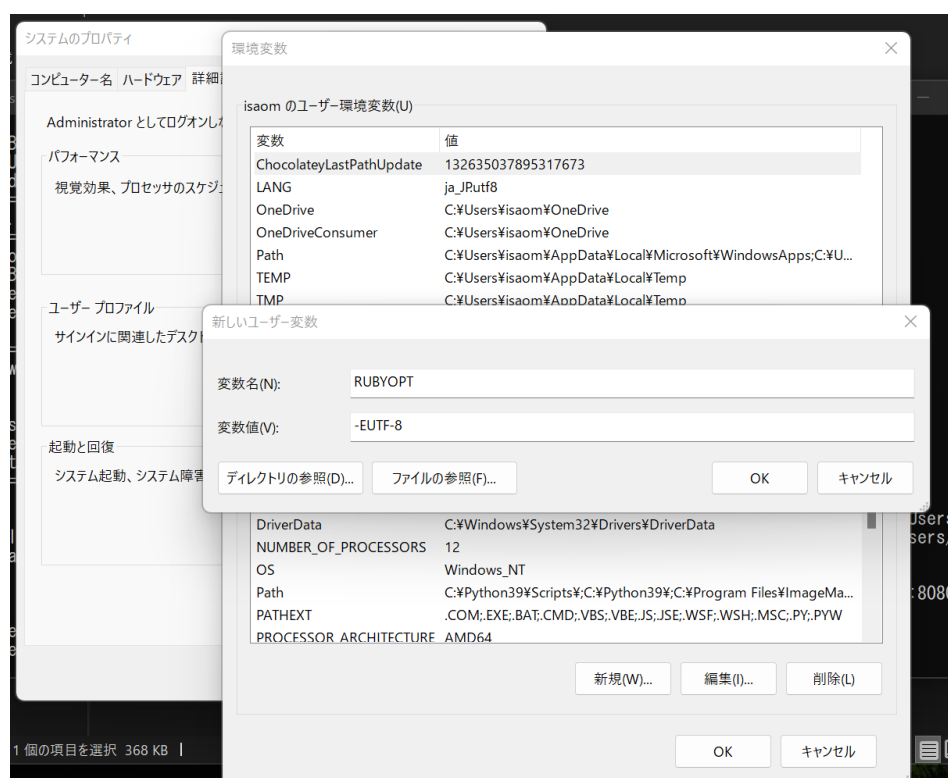 システムのプロパティ
コンピューター名 ハードウェア
Administrator としてログオンし
パフォーマンス
視覚効果、プロセッサのスケジュ
ユーザー プロファイル
サインインに関連したデスクト
起動と回復
システム起動、システム障害
環境変数
isaom のユーザー環境変数(U)
変数 値
ChocolateyLastPathUpdate 132635037895317673
LANG ja_JP.utf8
OneDrive C:¥Users¥isaom¥OneDrive
OneDriveConsumer C:¥Users¥isaom¥OneDrive
Path C:¥Users¥isaom¥AppData¥Local¥Microsoft¥WindowsApps;C:¥U...
TEMP C:¥Users¥isaom¥AppData¥Local¥Temp
TMP C:¥Users¥isaom¥AppData¥Local¥Temp
新しいユーザー変数
変数名(N): RUBYOPT
変数値(V): -EUTF-8
ディレクトリの参照(D)... ファイルの参照(F)... OK キャンセル
DriverData C:¥Windows¥System32¥Drivers¥DriverData
NUMBER_OF_PROCESSORS 12
OS Windows_NT
Path C:¥Python39¥Scripts¥;C:¥Python39¥;C:¥Program Files¥ImageMa...
PATHEXT .COM;.EXE;.BAT;.CMD;.VBS;.VBE;.JS;.JSE;.WSF;.WSH;.MSC;.PY;.PYW
PROCESSOR_ARCHITECTURE AMD64
新規(W)... 編集(I)... 削除(L)
OK キャンセル
1 個の項目を選択 368 KB
:8080